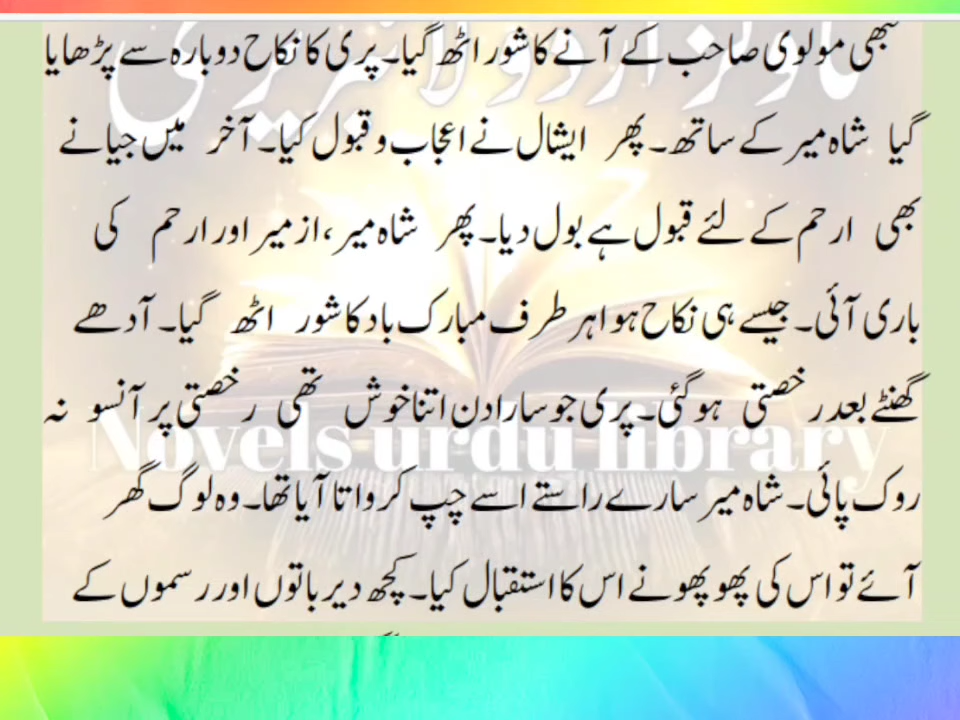 سبھی مولوی صاحب کے آنے کا شور اٹھ گیا۔ پری کا نکاح دوبارہ سے پڑھایا
گیا شاہ میر کے ساتھ۔ پھر ایشال نے اعجاب و قبول کیا۔ آخر میں جیا نے
بھی ارحم کے لئے قبول ہے بول دیا۔ پھر شاہ میر، ازمیر اور ارحم کی
باری آئی۔ جیسے ہی نکاح ہوا ہر طرف مبارک باد کا شور اٹھ گیا۔ آدھے
گھنٹے بعد رخصتی ہو گئی۔ پری جو سارا دن اتنا خوش تھی رخصتی پر آنسو نہ
Novels urdu library
روک پائی۔ شاہ میر سارے راستے اسے چپ کرواتا آیا تھا۔ وہ لوگ گھر
آئے تو اس کی پھوپھو نے اس کا استقبال کیا۔ کچھ دیر باتوں اور رسموں کے